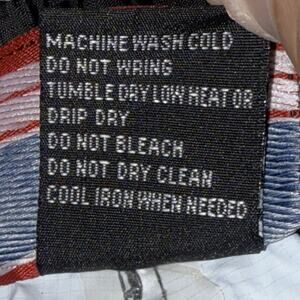 MACHINE WASH COLD
DO NOT WRING
TUMBLE DRY LOW HEAT OR
DRIP DRY
DO NOT BLEACH
DO NOT DRY CLEAN
COOL IRON WHEN NEEDED